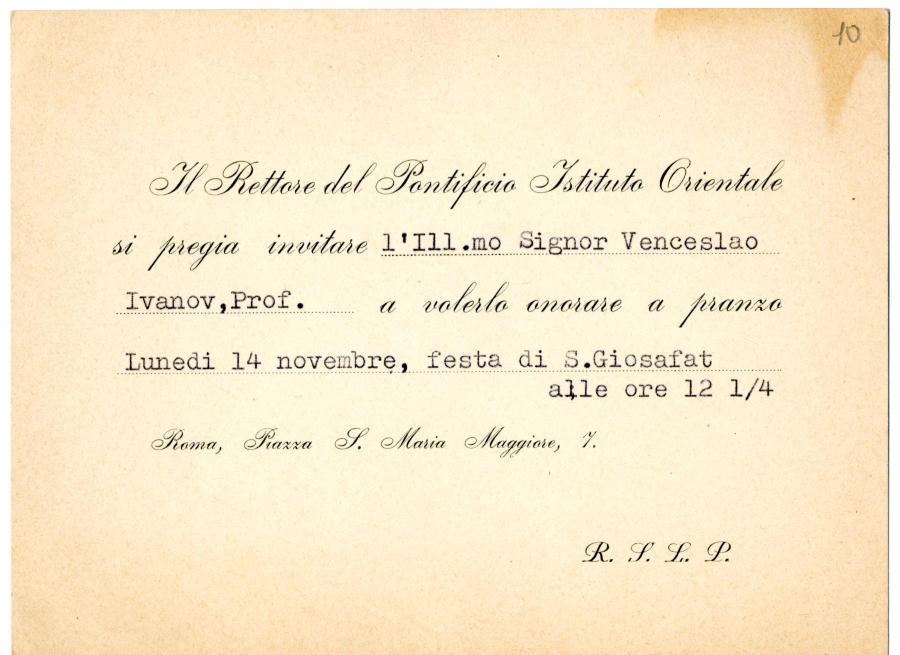 10
Il Rettore del Pontificio Istituto Orientale
si pregia invitare l'Ill.mo Signor Venceslao
Ivanov,Prof. a volerlo onorare a pranzo
Lunedi 14 novembre, festa di S.Giosafat
alle ore 12 1/4
Roma, Piazza S. Maria Maggiore, 7.
R. S. L. P.